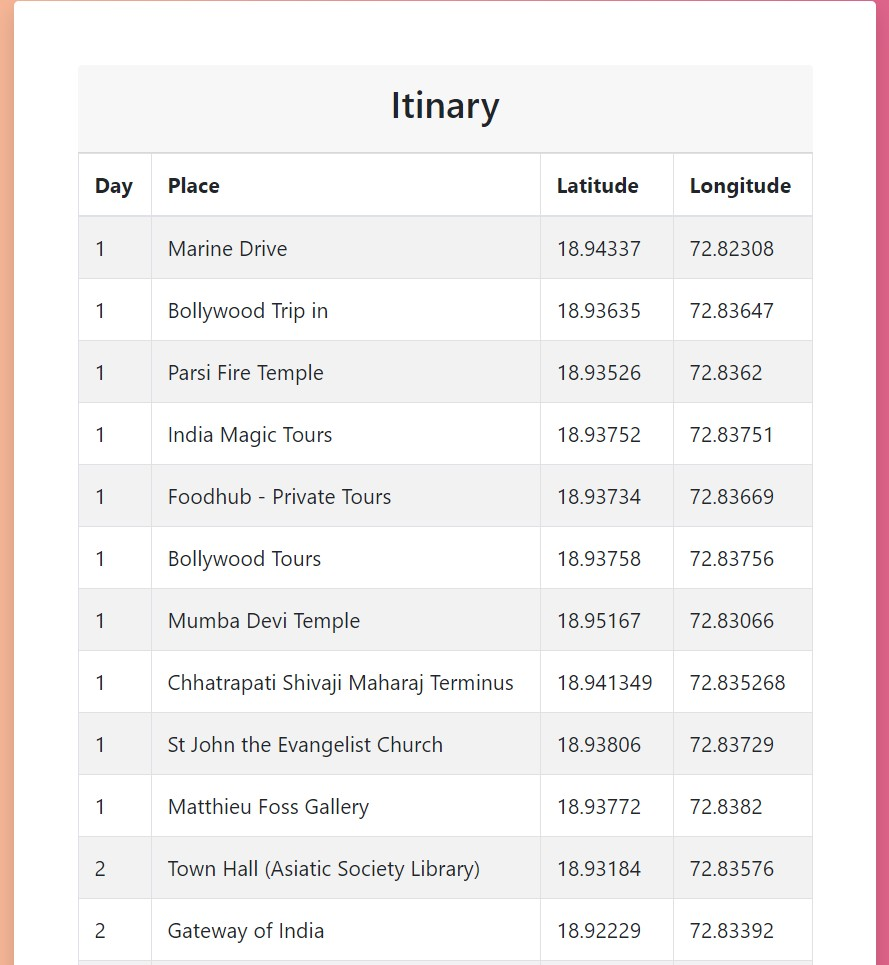 Itinary
Day Place Latitude Longitude
1 Marine Drive 18.94337 72.82308
1 Bollywood Trip in 18.93635 72.83647
1 Parsi Fire Temple 18.93526 72.8362
1 India Magic Tours 18.93752 72.83751
1 Foodhub - Private Tours 18.93734 72.83669
1 Bollywood Tours 18.93758 72.83756
1 Mumba Devi Temple 18.95167 72.83066
1 Chhatrapati Shivaji Maharaj Terminus 18.941349 72.835268
1 St John the Evangelist Church 18.93806 72.83729
1 Matthieu Foss Gallery 18.93772 72.8382
2 Town Hall (Asiatic Society Library) 18.93184 72.83576
2 Gateway of India 18.92229 72.83392